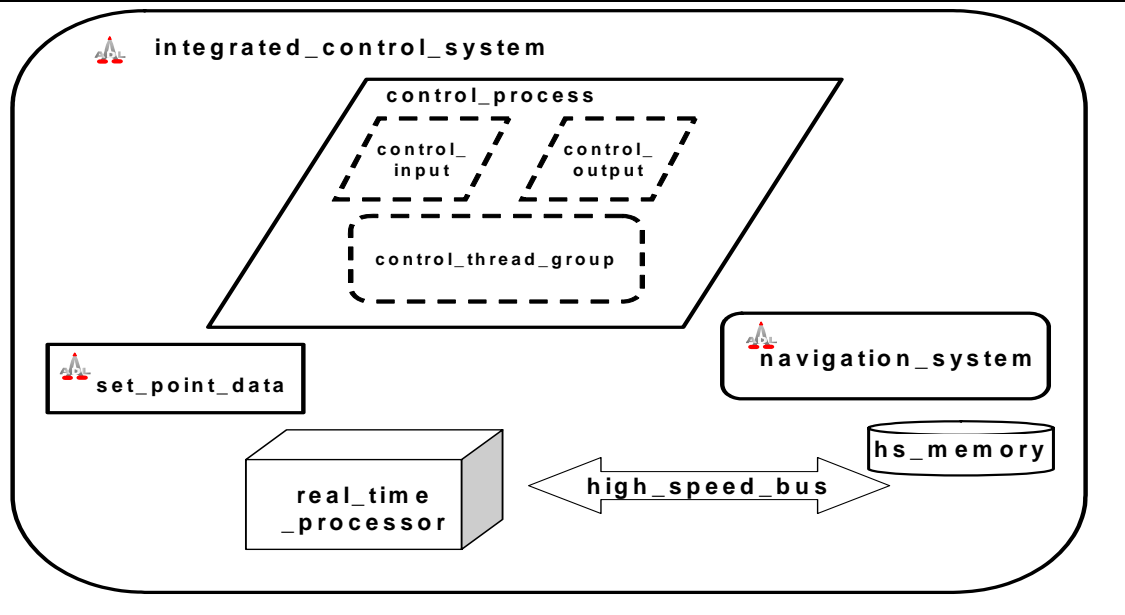 integrated_control_system
control_process
control_
input
control_
output
control_thread_group
navigation_system
set_point_data
hs_memory
high_speed_bus
real_time
_processor